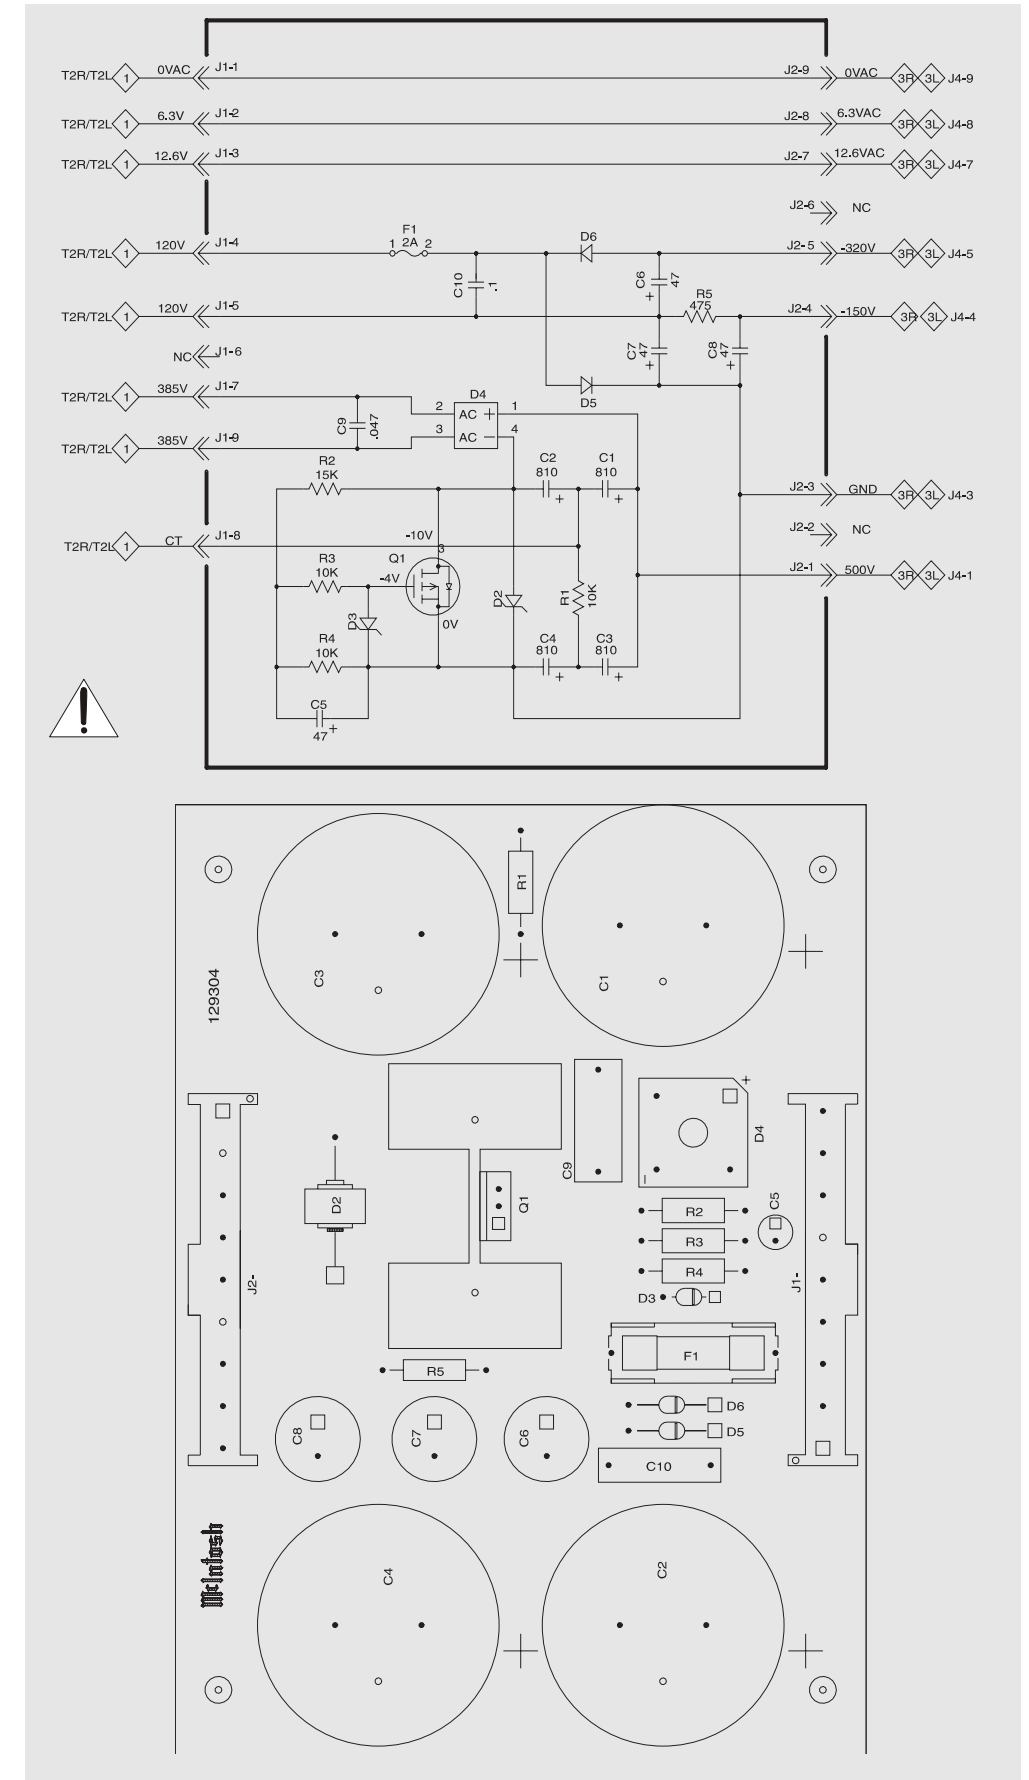 T2R/T2L 1 0VAC J1-1 J2-9 0VAC 3R 3L J4-9
T2R/T2L 1 6.3V J1-2 J2-8 6.3VAC 3R 3L J4-8
T2R/T2L 1 12.6V J1-3 J2-7 12.6VAC 3R 3L J4-7
J2-6 NC
F1
1 2A 2
D6
T2R/T2L 1 120V J1-4 J2-5 -320V 3R 3L J4-5
C10
.1
C6
47
+
R5
475
T2R/T2L 1 120V J1-5 J2-4 -150V 3R 3L J4-4
C7
47
+
C8
47
+
NC J1-6
D5
T2R/T2L 1 385V J1-7
D4
2 AC + 1
3 AC − 4
C9
.047
T2R/T2L 1 385V J1-9
R2
15K
C2
810
+
C1
810
+
J2-3 GND 3R 3L J4-3
J2-2 NC
T2R/T2L 1 CT J1-8
-10V
3
R3
10K
-4V
Q1
J2-1 500V 3R 3L J4-1
D3
0V
D2
R1
10K
R4
10K
C4
810
+
C3
810
+
C5
47
+
!
R1
C3
C1
129304
+
D4
C9
D2
Q1
R2
C5
R3
R4
J2-
J1-
D3
F1
R5
D6
D5
C8
C7
C6
C10
McIntosh
C4
C2